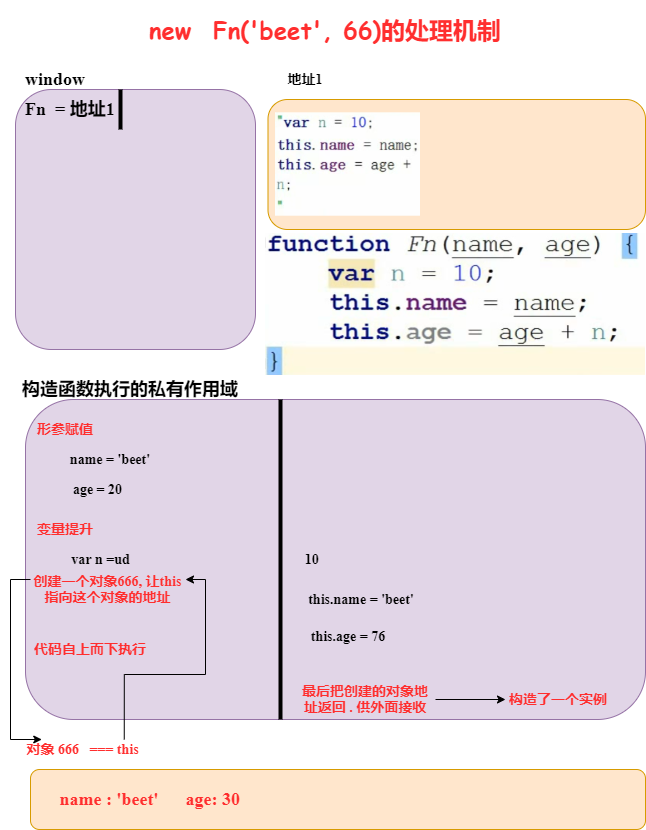 new Fn('beet', 66)的处理机制
window
地址1
Fn = 地址1
"var n = 10;
this.name = name;
this.age = age +
n;
"
function Fn(name, age) {
var n = 10;
this.name = name;
this.age = age + n;
}
构造函数执行的私有作用域
形参赋值
name = 'beet'
age = 20
变量提升
var n =ud
10
创建一个对象666, 让this
指向这个对象的地址
this.name = 'beet'
this.age = 76
代码自上而下执行
最后把创建的对象地
址返回 . 供外面接收
构造了一个实例
对象 666 === this
name : 'beet' age: 30